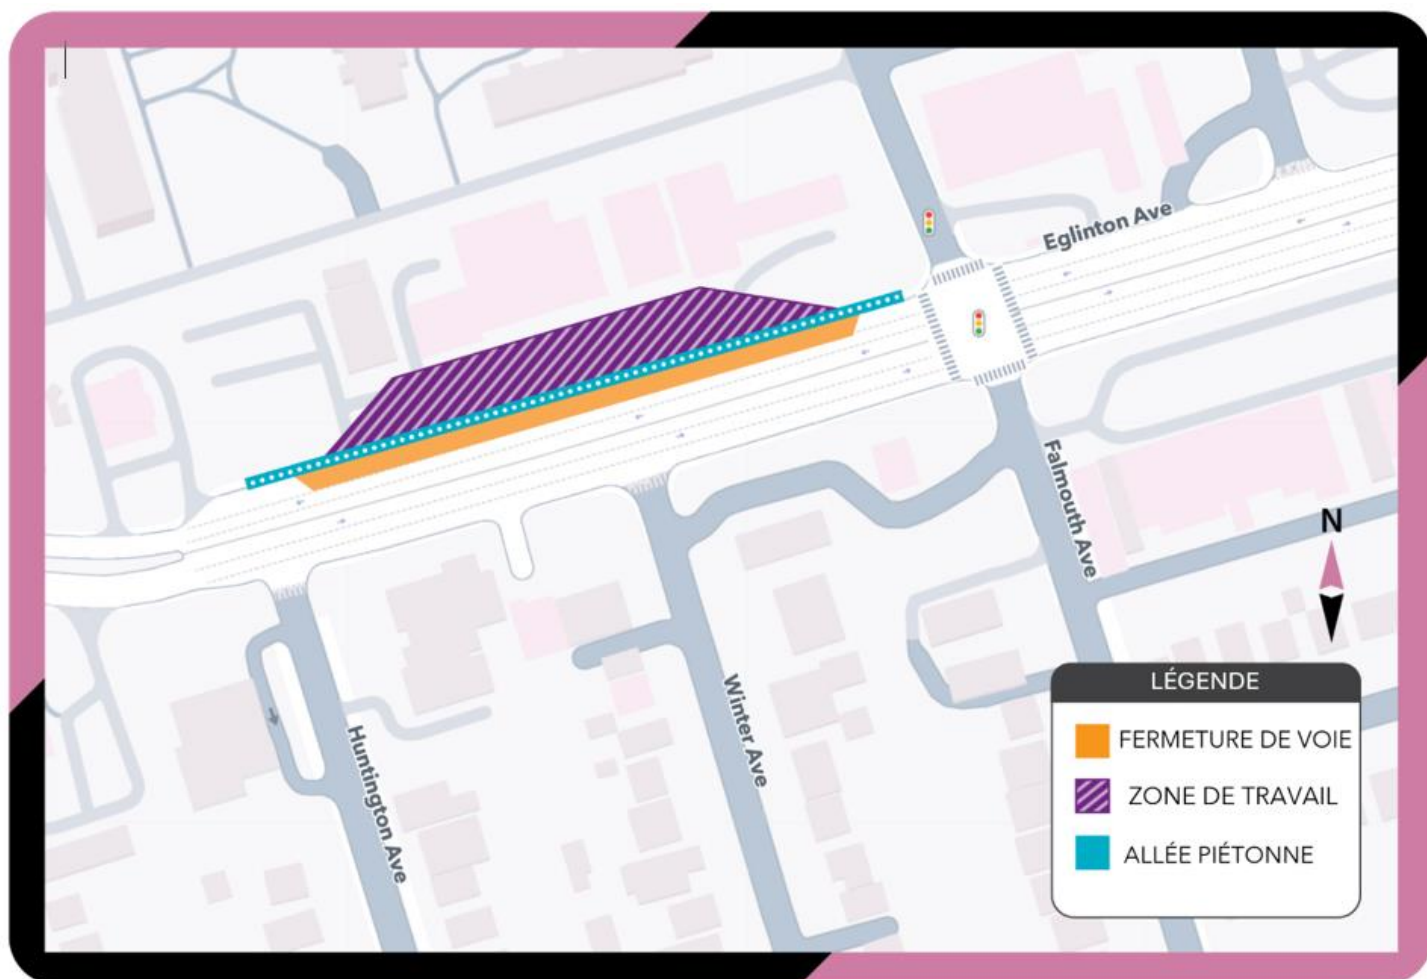 Eglinton Ave
Falmouth Ave
N
Winter Ave
Huntington Ave
LÉGENDE
FERMETURE DE VOIE
ZONE DE TRAVAIL
ALLÉE PIÉTONNE